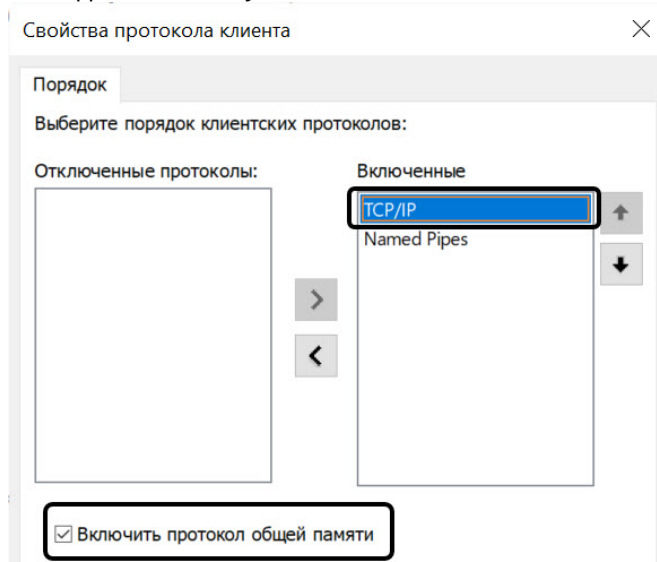 Свойства протокола клиента
Порядок
Выберите порядок клиентских протоколов:
Отключенные протоколы:
Включенные
TCP/IP
Named Pipes
Включить протокол общей памяти